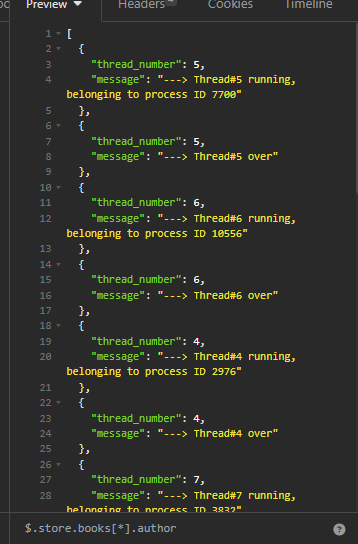 Preview Headers Cookies Timeline
1 [
2 {
3 "thread_number": 5,
4 "message": "---> Thread#5 running,
belonging to process ID 7700"
5 },
6 {
7 "thread_number": 5,
8 "message": "---> Thread#5 over"
9 },
10 {
11 "thread_number": 6,
12 "message": "---> Thread#6 running,
belonging to process ID 10556"
13 },
14 {
15 "thread_number": 6,
16 "message": "---> Thread#6 over"
17 },
18 {
19 "thread_number": 4,
20 "message": "---> Thread#4 running,
belonging to process ID 2976"
21 },
22 {
23 "thread_number": 4,
24 "message": "---> Thread#4 over"
25 },
26 {
27 "thread_number": 7,
28 "message": "---> Thread#7 running,
belonging to process ID 3832"
$.store.books[*].author